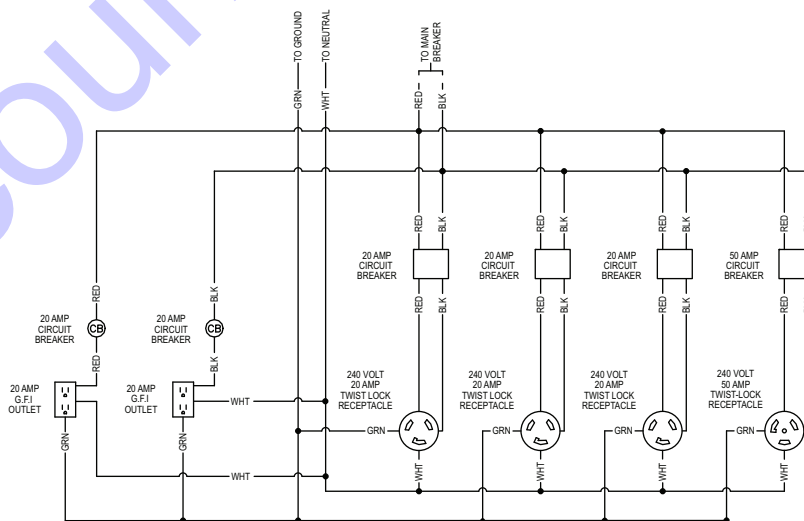 TO GROUND
TO NEUTRAL
TO MAIN
BREAKER
GRN
WHT
RED
BLK
RED
BLK
RED
BLK
RED
BLK
RED
20 AMP
CIRCUIT
BREAKER
20 AMP
CIRCUIT
BREAKER
20 AMP
CIRCUIT
BREAKER
50 AMP
CIRCUIT
BREAKER
RED
BLK
RED
BLK
RED
BLK
RED
BLK
RED
20 AMP
CIRCUIT
BREAKER
CB
20 AMP
CIRCUIT
BREAKER
CB
RED
BLK
20 AMP
G.F.I
OUTLET
20 AMP
G.F.I
OUTLET
240 VOLT
20 AMP
TWIST LOCK
RECEPTACLE
240 VOLT
20 AMP
TWIST LOCK
RECEPTACLE
240 VOLT
20 AMP
TWIST LOCK
RECEPTACLE
240 VOLT
50 AMP
TWIST-LOCK
RECEPTACLE
WHT
GRN
GRN
GRN
GRN
GRN
GRN
WHT
WHT
WHT
WHT
WHT